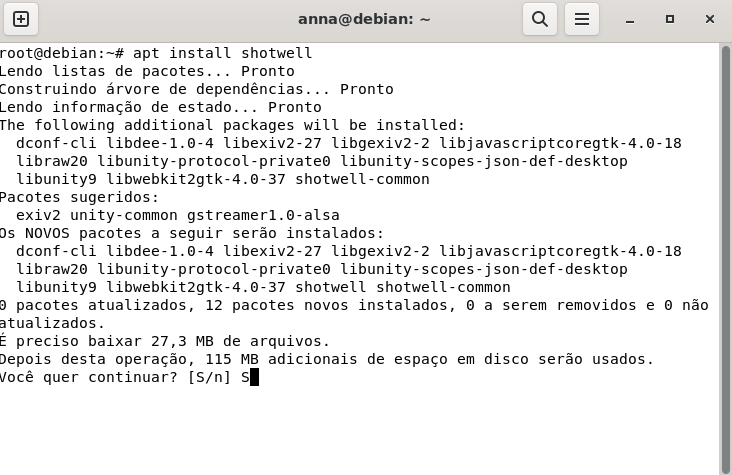 anna@debian: ~
root@debian:~# apt install shotwell
Lendo listas de pacotes... Pronto
Construindo árvore de dependências... Pronto
Lendo informação de estado... Pronto
The following additional packages will be installed:
dconf-cli libdee-1.0-4 libexiv2-27 libgexiv2-2 libjavascriptcoregtk-4.0-18
libraw20 libunity-protocol-private0 libunity-scopes-json-def-desktop
libunity9 libwebkit2gtk-4.0-37 shotwell-common
Pacotes sugeridos:
exiv2 unity-common gstreamer1.0-alsa
Os NOVOS pacotes a seguir serão instalados:
dconf-cli libdee-1.0-4 libexiv2-27 libgexiv2-2 libjavascriptcoregtk-4.0-18
libraw20 libunity-protocol-private0 libunity-scopes-json-def-desktop
libunity9 libwebkit2gtk-4.0-37 shotwell shotwell-common
0 pacotes atualizados, 12 pacotes novos instalados, 0 a serem removidos e 0 não
atualizados.
É preciso baixar 27,3 MB de arquivos.
Depois desta operação, 115 MB adicionais de espaço em disco serão usados.
Você quer continuar? [S/n] S